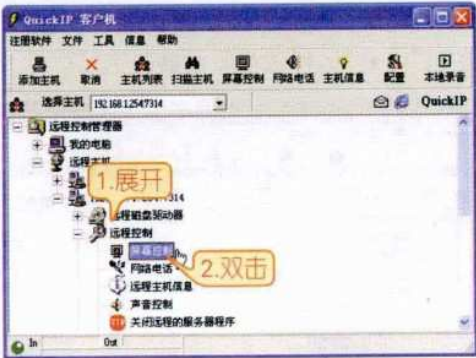 QuickIP 客户机
注册软件 文件 工具 信息 帮助
添加主机 取消 主机列表 扫描主机 屏幕控制 网络电话 主机信息 配置 本地录音
选择主机 192.168.1.254:7314 QuickIP
远程控制管理器
我的电脑
远程主机
1.展开
7314
远程磁盘驱动器
远程控制
屏幕控制
2.双击
网络电话
远程主机信息
声音控制
关闭远程的服务器程序
In Out